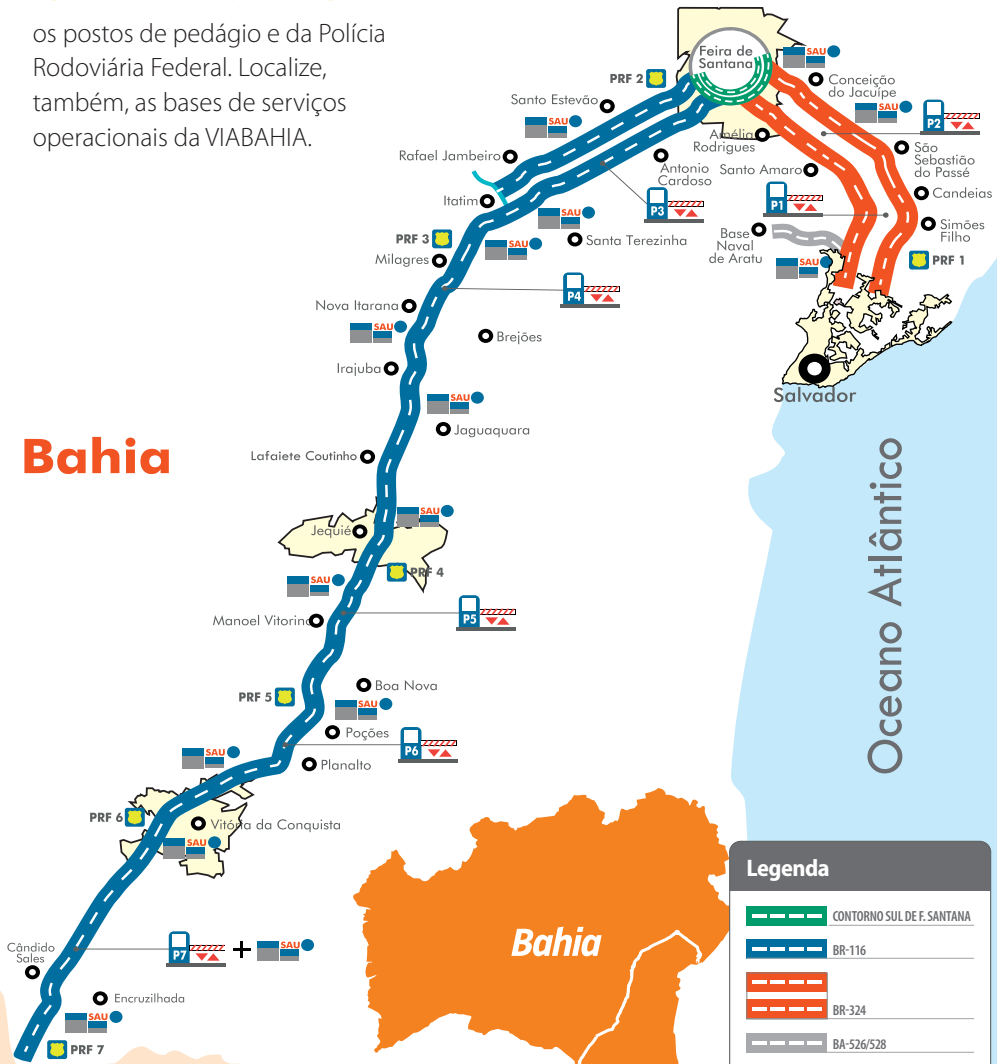 os postos de pedágio e da Polícia
Rodoviária Federal. Localize,
também, as bases de serviços
operacionais da VIABAHIA.
Feira de
Santana
SAU
PRF 2
Conceição
do Jacuípe
Santo Estevão
SAU
SAU
P2
Amélia
Rodrigues
São
Sebastião
do Passé
Rafael Jambeiro
Antonio
Cardoso
Santo Amaro
Candeias
Itatim
P3
P1
SAU
Simões
Filho
PRF 3
SAU
Santa Terezinha
Base
Naval
de Aratu
Milagres
SAU
PRF 1
P4
Nova Itarana
SAU
Brejões
Irajuba
Salvador
SAU
Jaguaquara
Bahia
Lafaiete Coutinho
Oceano Atlântico
SAU
Jequié
PRF 4
SAU
Manoel Vitorino
P5
Boa Nova
PRF 5
SAU
Poções
P6
SAU
Planalto
PRF 6
Vitória da Conquista
SAU
Legenda
CONTORNO SUL DE F. SANTANA
Bahia
BR-116
Cândido
Sales
P7
+
SAU
Encruzilhada
BR-324
SAU
BA-526/528
PRF 7